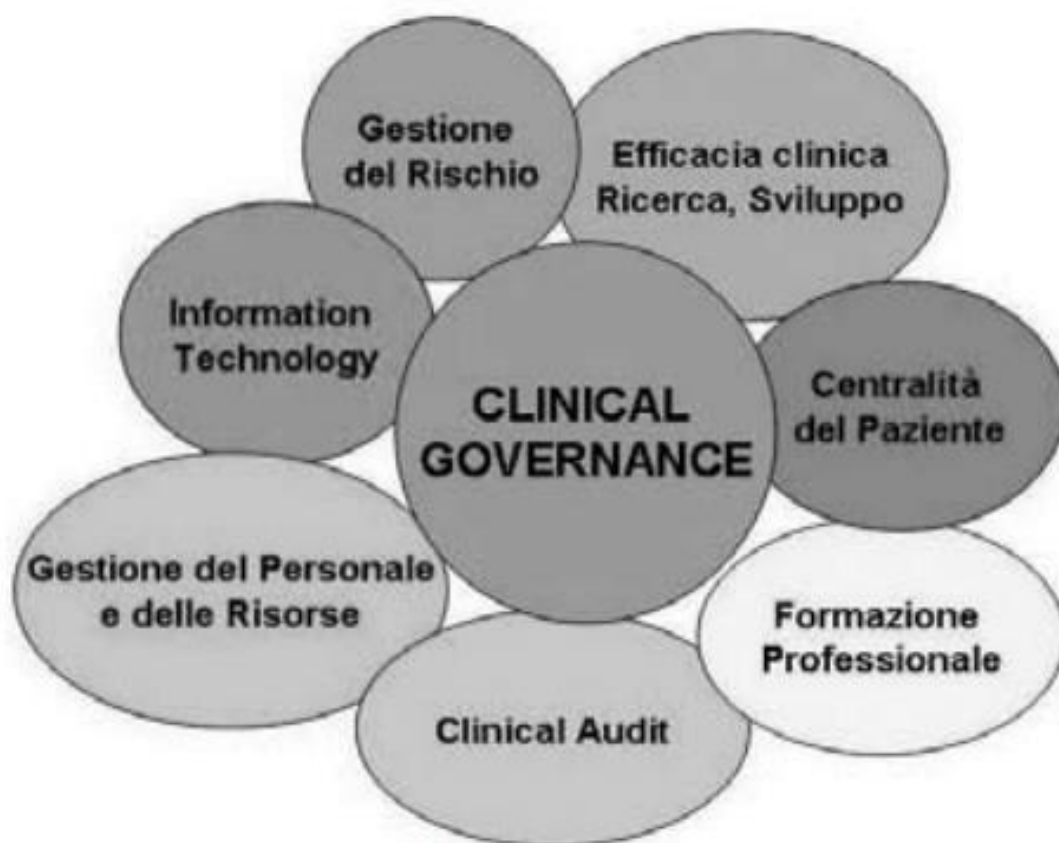 Gestione
del Rischio
Efficacia clinica
Ricerca, Sviluppo
Information
Technology
CLINICAL
GOVERNANCE
Centralità
del Paziente
Gestione del Personale
e delle Risorse
Formazione
Professionale
Clinical Audit